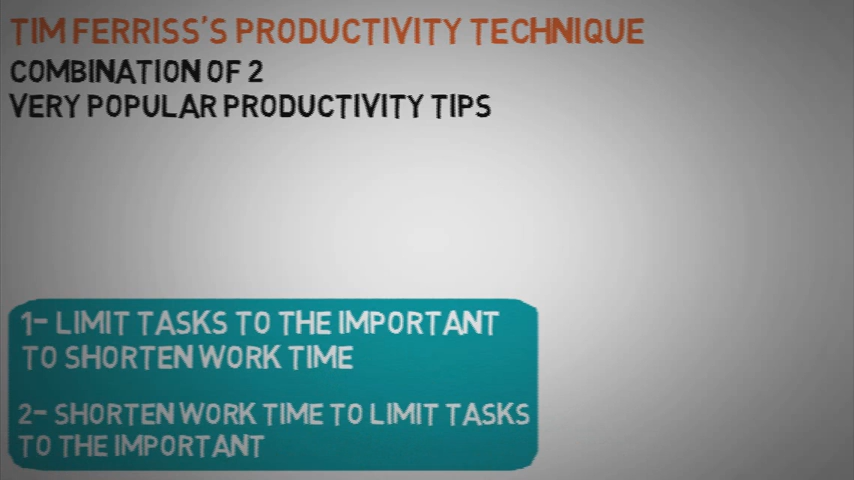 TIM FERRISS'S PRODUCTIVITY TECHNIQUE
COMBINATION OF 2
VERY POPULAR PRODUCTIVITY TIPS
1- LIMIT TASKS TO THE IMPORTANT
TO SHORTEN WORK TIME
2- SHORTEN WORK TIME TO LIMIT TASKS
TO THE IMPORTANT